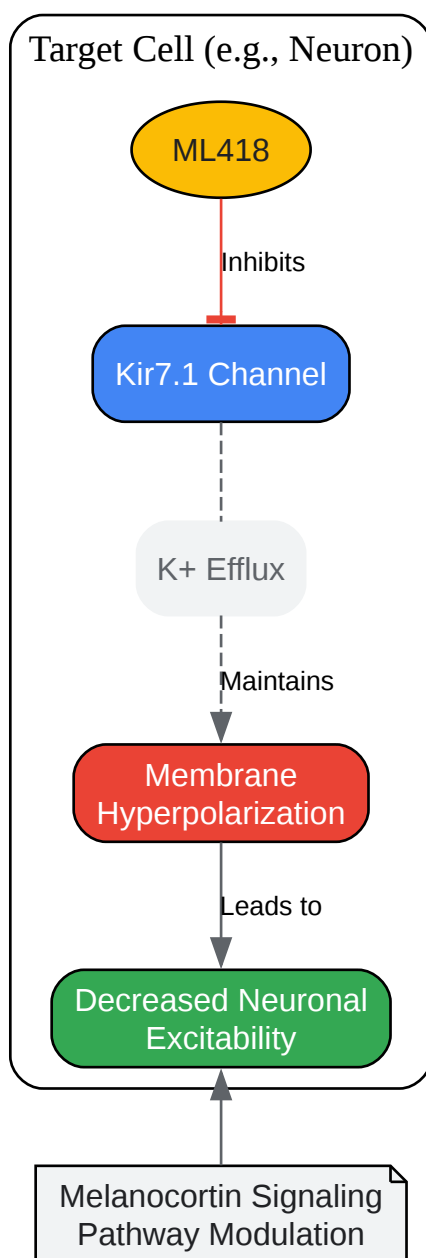 Target Cell (e.g., Neuron)
ML418
Inhibits
Kir7.1 Channel
K+ Efflux
Maintains
Membrane
Hyperpolarization
Leads to
Decreased Neuronal
Excitability
Melanocortin Signaling
Pathway Modulation